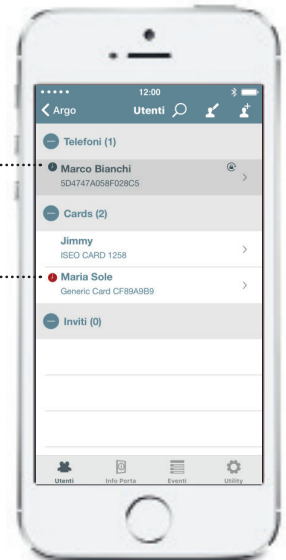 12:00
Argo
Utenti
Telefoni (1)
Marco Bianchi
5D4747A058F028C5
Cards (2)
Jimmy
ISEO CARD 1258
Maria Sole
Generic Card CF89A9B9
Inviti (0)
Utenti Info Porta Eventi Utility